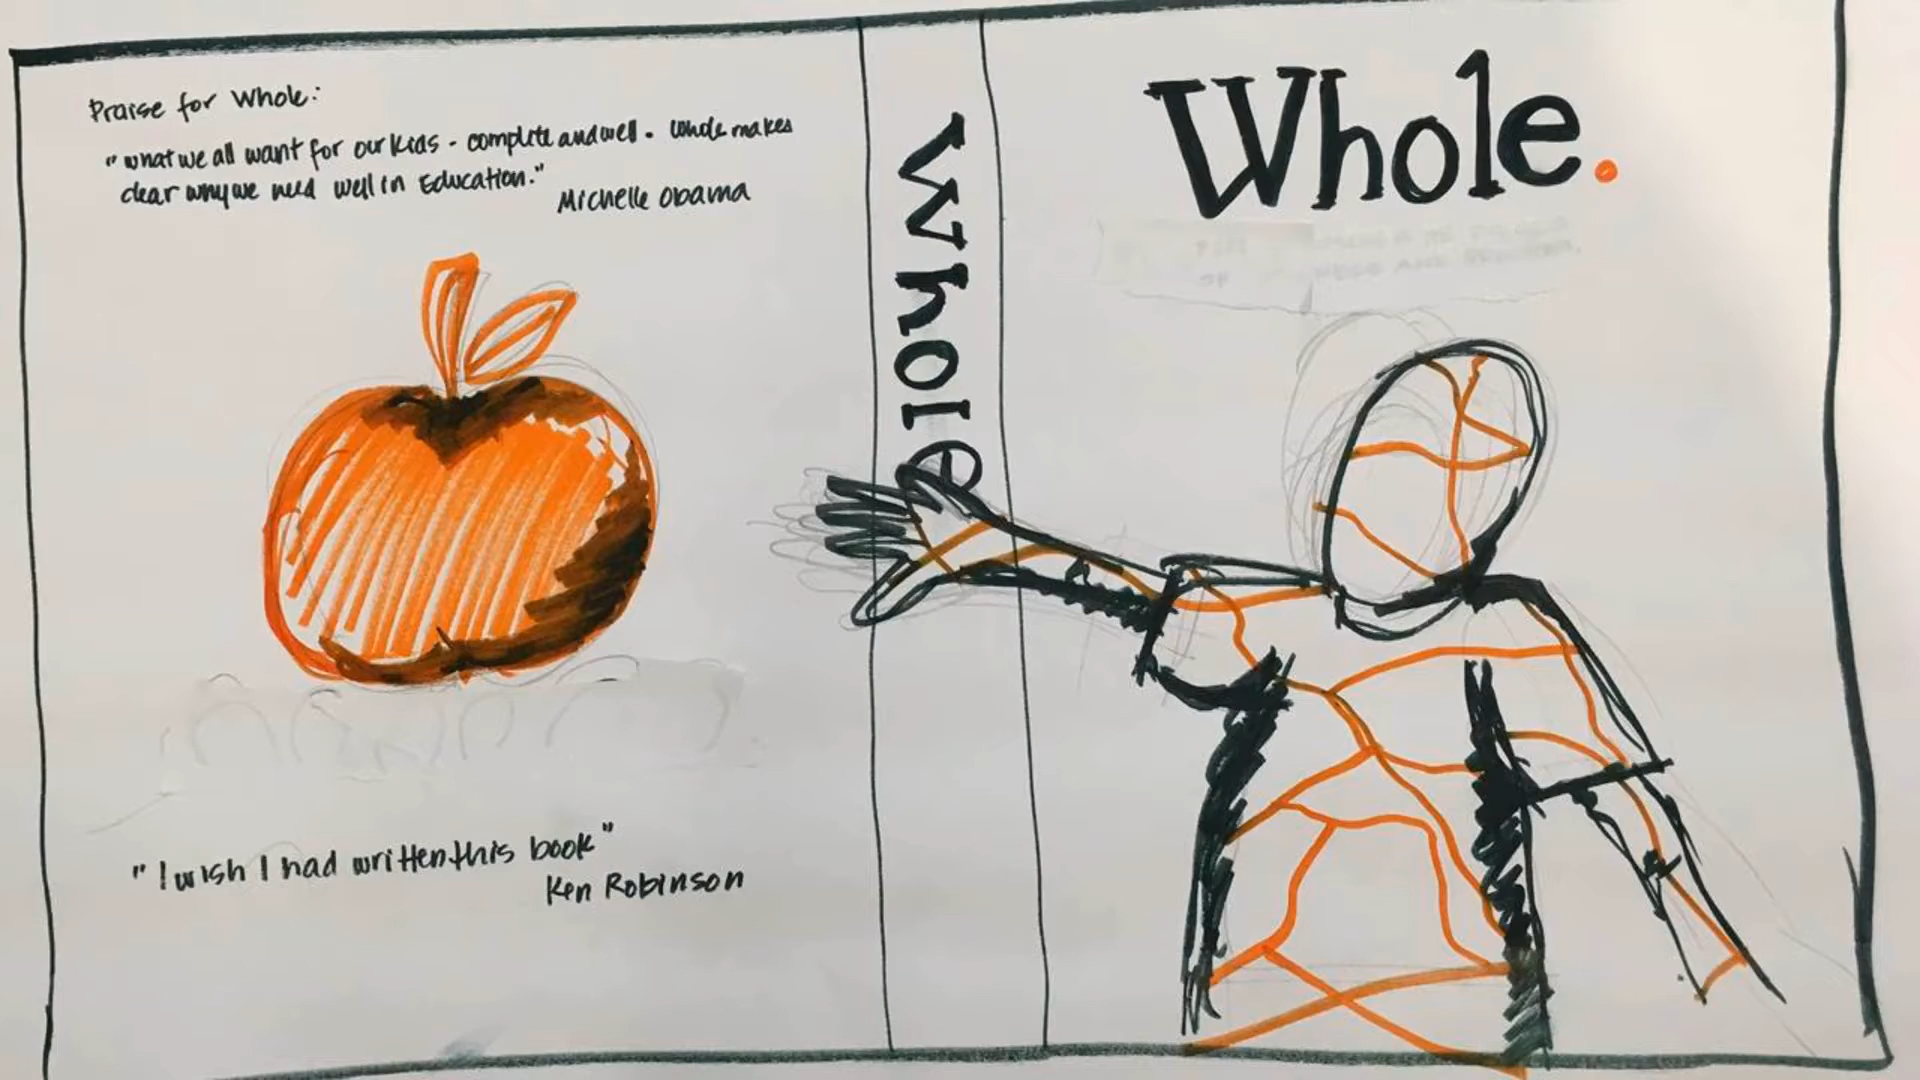 Praise for Whole:
"what we all want for our kids - complete and well. Whole makes
clear why we need well in Education."
Michelle Obama
"I wish I had written this book"
Ken Robinson
Whole
Whole.